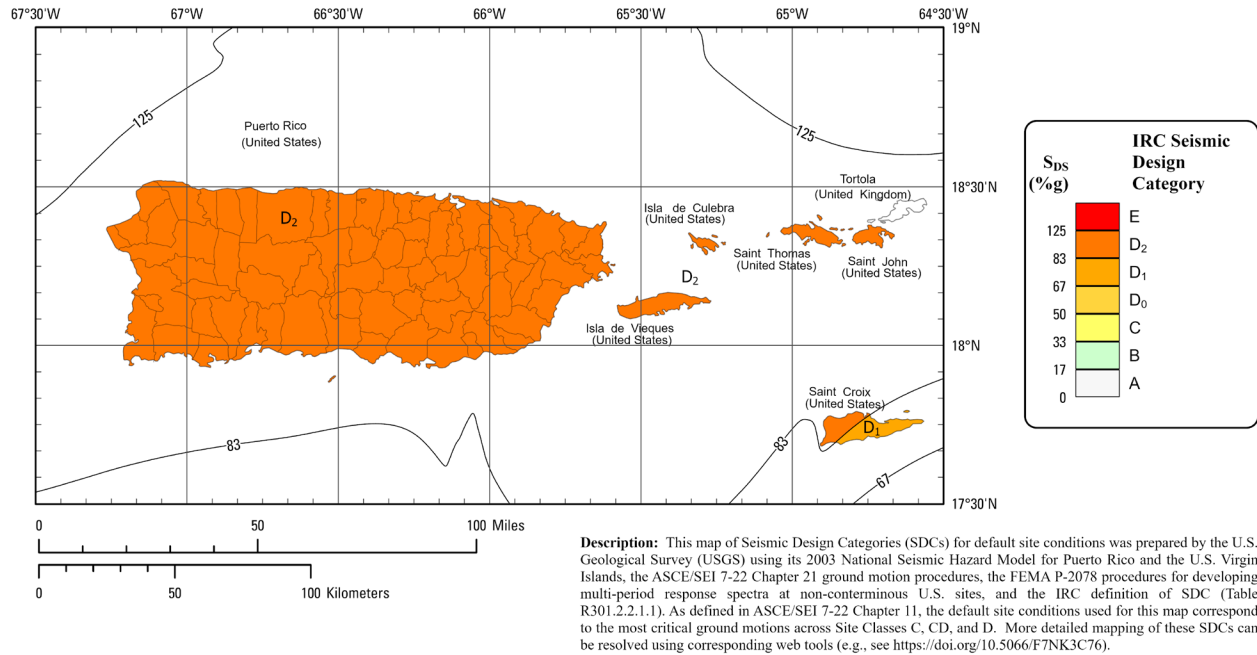 67°30'W 67°W 66°30'W 66°W 65°30'W 65°W 64°30'W
19°N
125
125
Puerto Rico
(United States)
Tortola
(United Kingdom)
18°30'N
Isla de Culebra
(United States)
D₂
Saint Thomas
(United States)
Saint John
(United States)
D₂
Isla de Vieques
(United States)
18°N
Saint Croix
(United States)
83
83
D₁
67
17°30'N
0 50 100 Miles
0 50 100 Kilometers
S_DS
(%g)
IRC Seismic
Design
Category
E
125
D₂
83
D₁
67
D₀
50
C
33
B
17
A
0
Description: This map of Seismic Design Categories (SDCs) for default site conditions was prepared by the U.S.
Geological Survey (USGS) using its 2003 National Seismic Hazard Model for Puerto Rico and the U.S. Virgin
Islands, the ASCE/SEI 7-22 Chapter 21 ground motion procedures, the FEMA P-2078 procedures for developing
multi-period response spectra at non-conterminous U.S. sites, and the IRC definition of SDC (Table
R301.2.2.1.1). As defined in ASCE/SEI 7-22 Chapter 11, the default site conditions used for this map correspond
to the most critical ground motions across Site Classes C, CD, and D. More detailed mapping of these SDCs can
be resolved using corresponding web tools (e.g., see https://doi.org/10.5066/F7NK3C76).